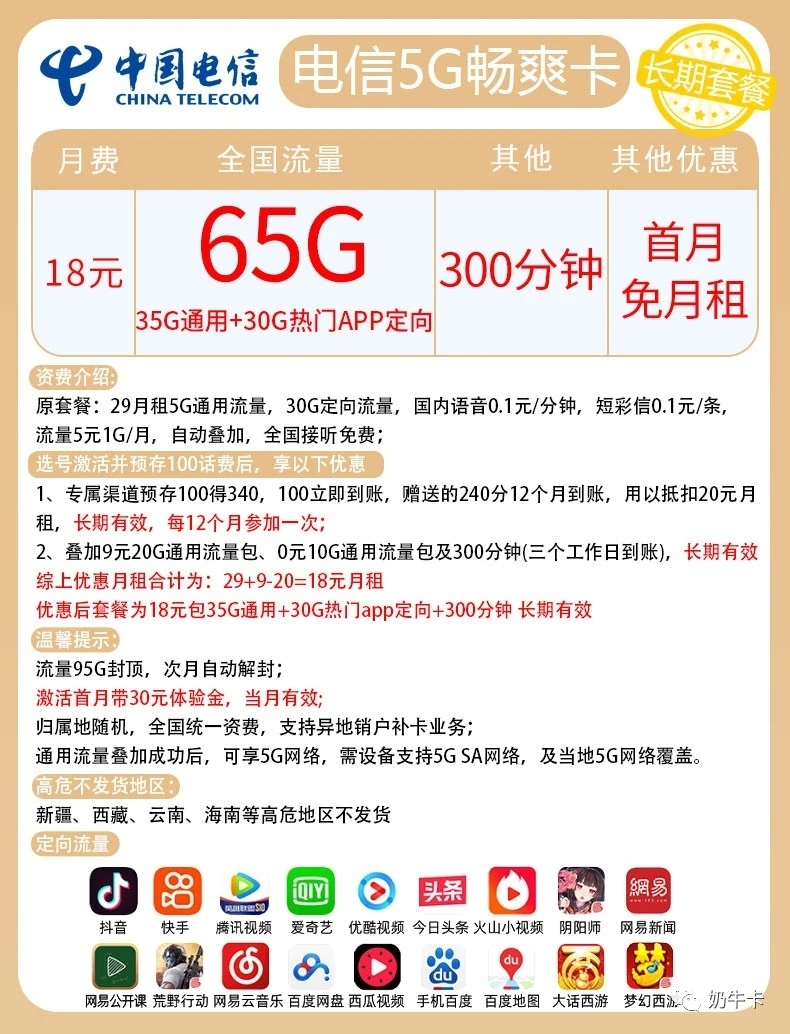 中国电信
CHINA TELECOM
电信5G畅爽卡
长期套餐
月费
全国流量
其他
其他优惠
18元
65G
35G通用+30G热门APP定向
300分钟
首月
免月租
资费介绍:
原套餐：29月租5G通用流量，30G定向流量，国内语音0.1元/分钟，短彩信0.1元/条，
流量5元1G/月，自动叠加，全国接听免费；
选号激活并预存100话费后，享以下优惠
1、专属渠道预存100得340，100立即到账，赠送的240分12个月到账，用以抵扣20元月
租，长期有效，每12个月参加一次；
2、叠加9元20G通用流量包、0元10G通用流量包及300分钟(三个工作日到账)，长期有效
综上优惠月租合计为：29+9-20=18元月租
优惠后套餐为18元包35G通用+30G热门app定向+300分钟 长期有效
温馨提示:
流量95G封顶，次月自动解封；
激活首月带30元体验金，当月有效;
归属地随机，全国统一资费，支持异地销户补卡业务；
通用流量叠加成功后，可享5G网络，需设备支持5G SA网络，及当地5G网络覆盖。
高危不发货地区:
新疆、西藏、云南、海南等高危地区不发货
定向流量
英雄联盟S10
iQIY
头条
網易
www.163.com
抖音 快手 腾讯视频 爱奇艺 优酷视频 今日头条 火山小视频 阴阳师 网易新闻
du
du
梦
网易公开课 荒野行动 网易云音乐 百度网盘 西瓜视频 手机百度 百度地图 大话西游 梦幻西游
奶牛卡